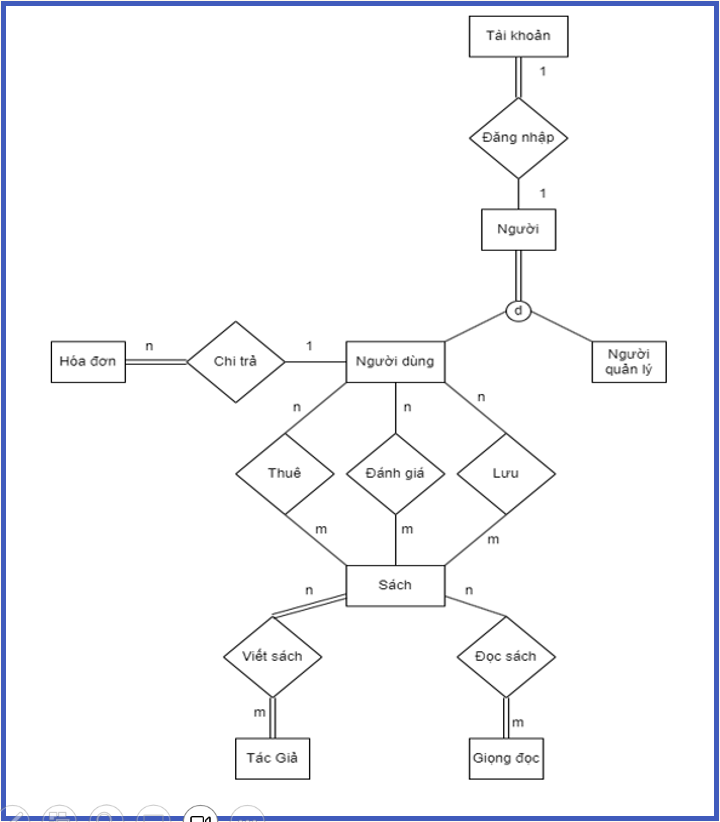 Tài khoản
1
Đăng nhập
1
Người
d
Hóa đơn
n
Chi trả
1
Người dùng
Người
quản lý
n
n
n
Thuê
Đánh giá
Lưu
m
m
m
Sách
n
n
Viết sách
Đọc sách
m
m
Tác Giả
Giọng đọc